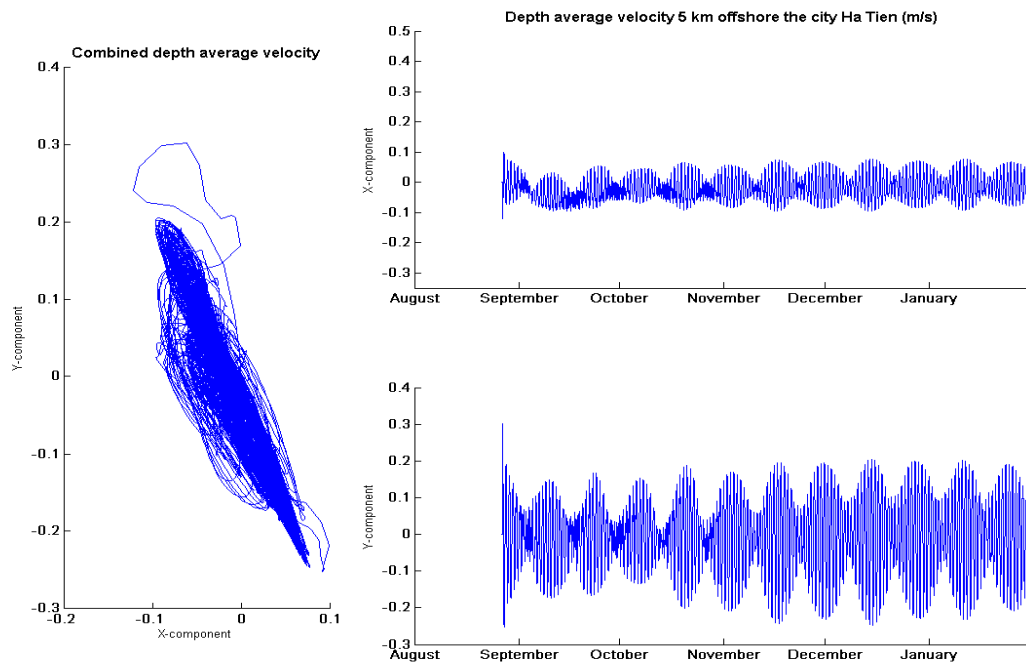 Depth average velocity 5 km offshore the city Ha Tien (m/s)
Combined depth average velocity
0.4
0.3
0.2
0.1
0
-0.1
-0.2
-0.3
Y-component
-0.2
-0.1
0
0.1
X-component
0.5
0.4
0.3
0.2
0.1
0
-0.1
-0.2
-0.3
X-component
August
September
October
November
December
January
0.4
0.3
0.2
0.1
0
-0.1
-0.2
-0.3
Y-component
August
September
October
November
December
January